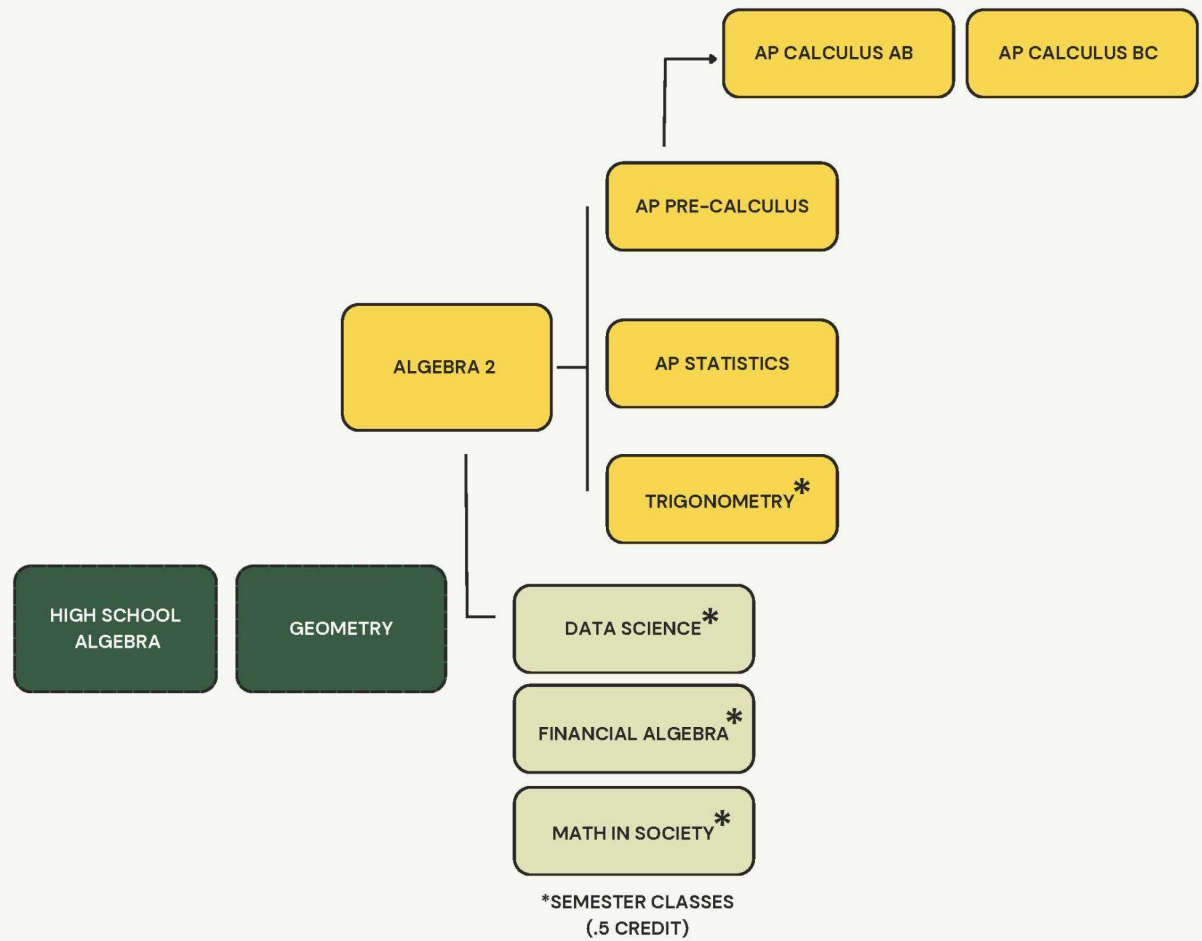 AP CALCULUS AB
AP CALCULUS BC
AP PRE-CALCULUS
ALGEBRA 2
AP STATISTICS
TRIGONOMETRY*
HIGH SCHOOL
ALGEBRA
GEOMETRY
DATA SCIENCE*
FINANCIAL ALGEBRA*
MATH IN SOCIETY*
*SEMESTER CLASSES
(.5 CREDIT)